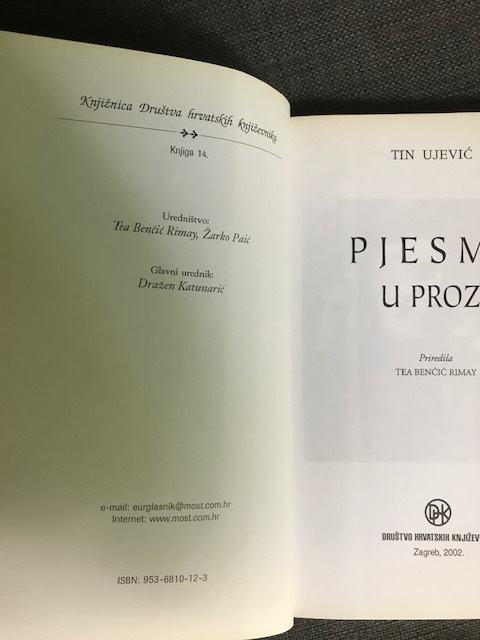 Knjižnica Društva hrvatskih književnika
Knjiga 14.
Uredništvo:
Tea Benčić Rimay, Žarko Paić
Glavni urednik:
Dražen Katunarić
e-mail: eurglasnik@most.com.hr
Internet: www.most.com.hr
ISBN: 953-6810-12-3
TIN UJEVIĆ
PJESM
U PROZ
Priredila
TEA BENČIĆ RIMAY
DHK
DRUŠTVO HRVATSKIH KNJIŽEV
Zagreb, 2002.